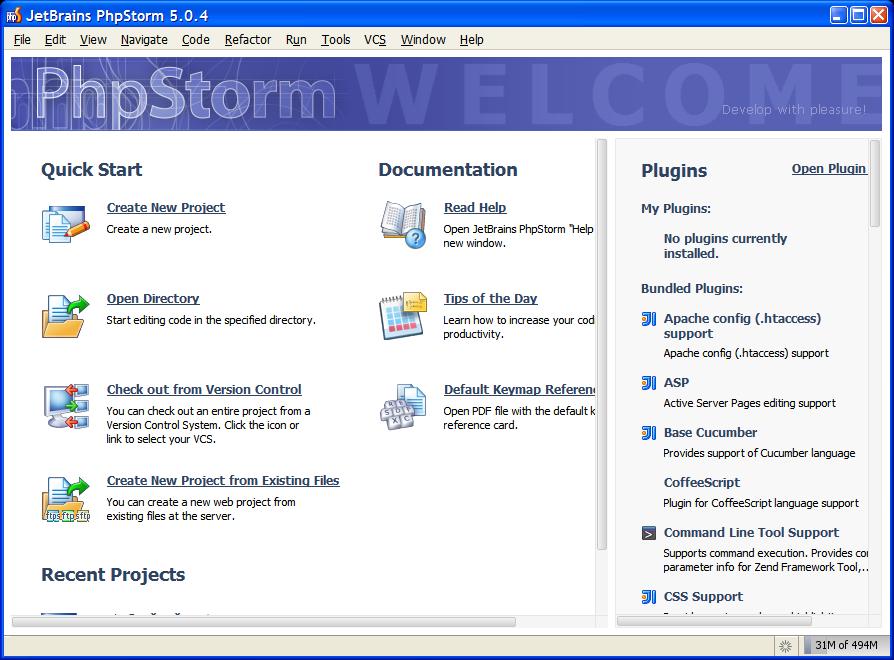 JetBrains PhpStorm 5.0.4
File Edit View Navigate Code Refactor Run Tools VCS Window Help
PhpStorm WELCOME
Develop with pleasure!
Quick Start
Create New Project
Create a new project.
Open Directory
Start editing code in the specified directory.
Check out from Version Control
You can check out an entire project from a
Version Control System. Click the icon or
link to select your VCS.
Create New Project from Existing Files
You can create a new web project from
existing files at the server.
ftps ftp sftp
Recent Projects
Documentation
Read Help
Open JetBrains PhpStorm "Help
new window.
Tips of the Day
Learn how to increase your cod
productivity.
Default Keymap Referen
Open PDF file with the default k
reference card.
Plugins
Open Plugin
My Plugins:
No plugins currently
installed.
Bundled Plugins:
Apache config (.htaccess)
support
Apache config (.htaccess) support
ASP
Active Server Pages editing support
Base Cucumber
Provides support of Cucumber language
CoffeeScript
Plugin for CoffeeScript language support
Command Line Tool Support
Supports command execution. Provides co
parameter info for Zend Framework Tool,..
CSS Support
31M of 494M